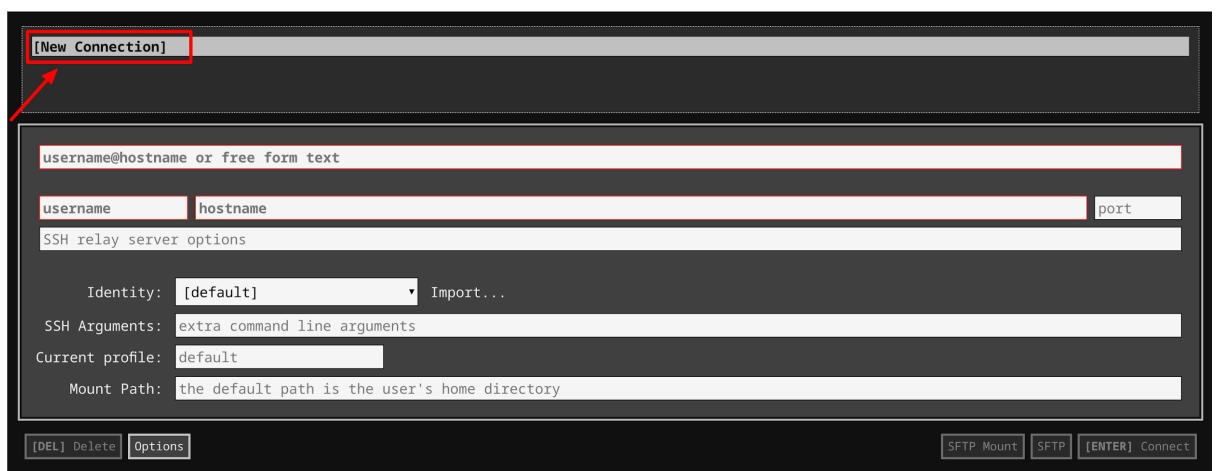 [New Connection]
username@hostname or free form text
username hostname port
SSH relay server options
Identity: [default] Import...
SSH Arguments: extra command line arguments
Current profile: default
Mount Path: the default path is the user's home directory
[DEL] Delete Options SFTP Mount SFTP [ENTER] Connect